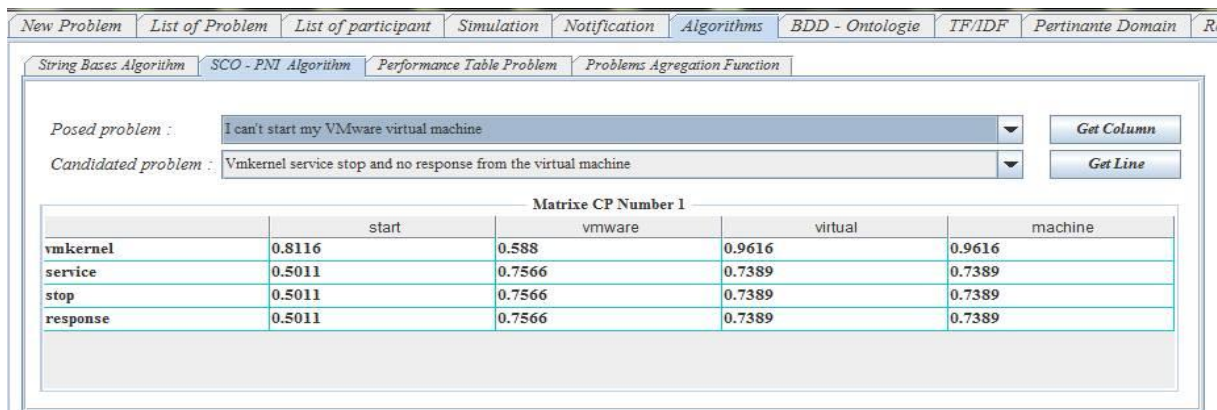 New Problem List of Problem List of participant Simulation Notification Algorithms BDD - Ontologie TF/IDF Pertinante Domain
String Bases Algorithm SCO - PNI Algorithm Performance Table Problem Problems Agregation Function
Posed problem : I can't start my VMware virtual machine Get Column
Candidated problem : Vmkernel service stop and no response from the virtual machine Get Line
Matrixe CP Number 1
start vmware virtual machine
vmkernel 0.8116 0.588 0.9616 0.9616
service 0.5011 0.7566 0.7389 0.7389
stop 0.5011 0.7566 0.7389 0.7389
response 0.5011 0.7566 0.7389 0.7389